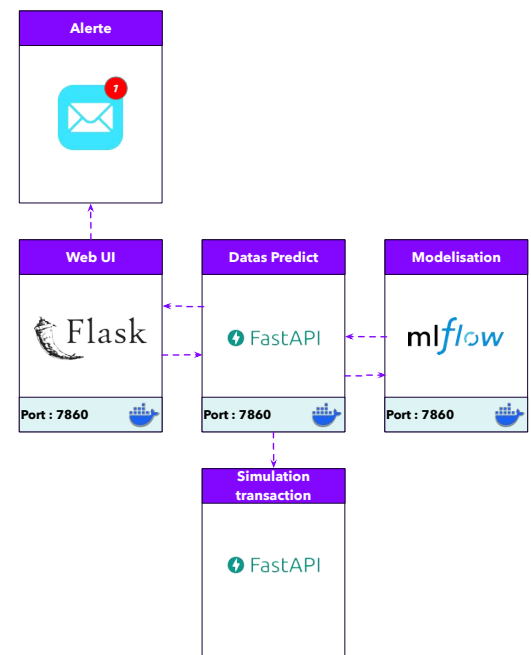 Alerte
1
Web UI
Datas Predict
Modelisation
Flask
FastAPI
mlflow
Port : 7860
Port : 7860
Port : 7860
Simulation
transaction
FastAPI